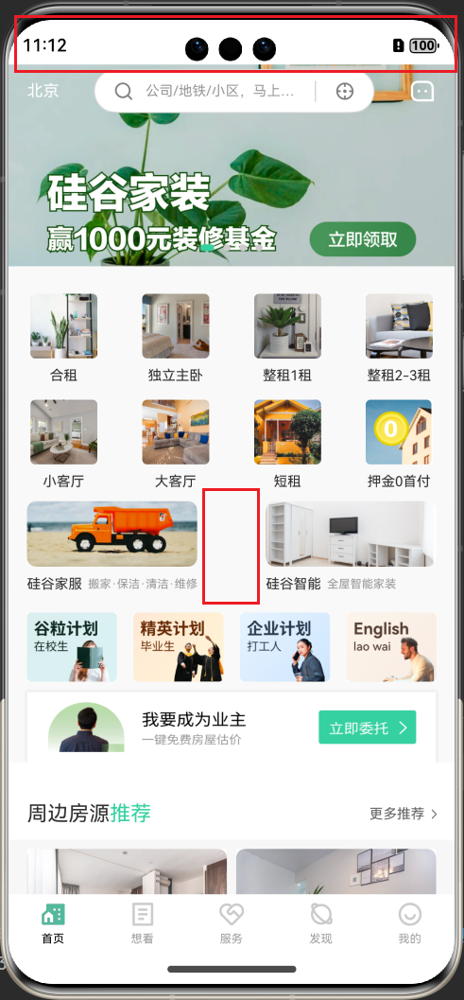 11:12
100
北京
公司/地铁/小区，马上...
硅谷家装
赢1000元装修基金
立即领取
合租
独立主卧
整租1租
整租2-3租
0
小客厅
大客厅
短租
押金0首付
硅谷家服 搬家·保洁·清洁·维修
硅谷智能 全屋智能家装
谷粒计划
在校生
精英计划
毕业生
企业计划
打工人
English
lao wai
我要成为业主
一键免费房屋估价
立即委托
周边房源推荐
更多推荐
首页
想看
服务
发现
我的